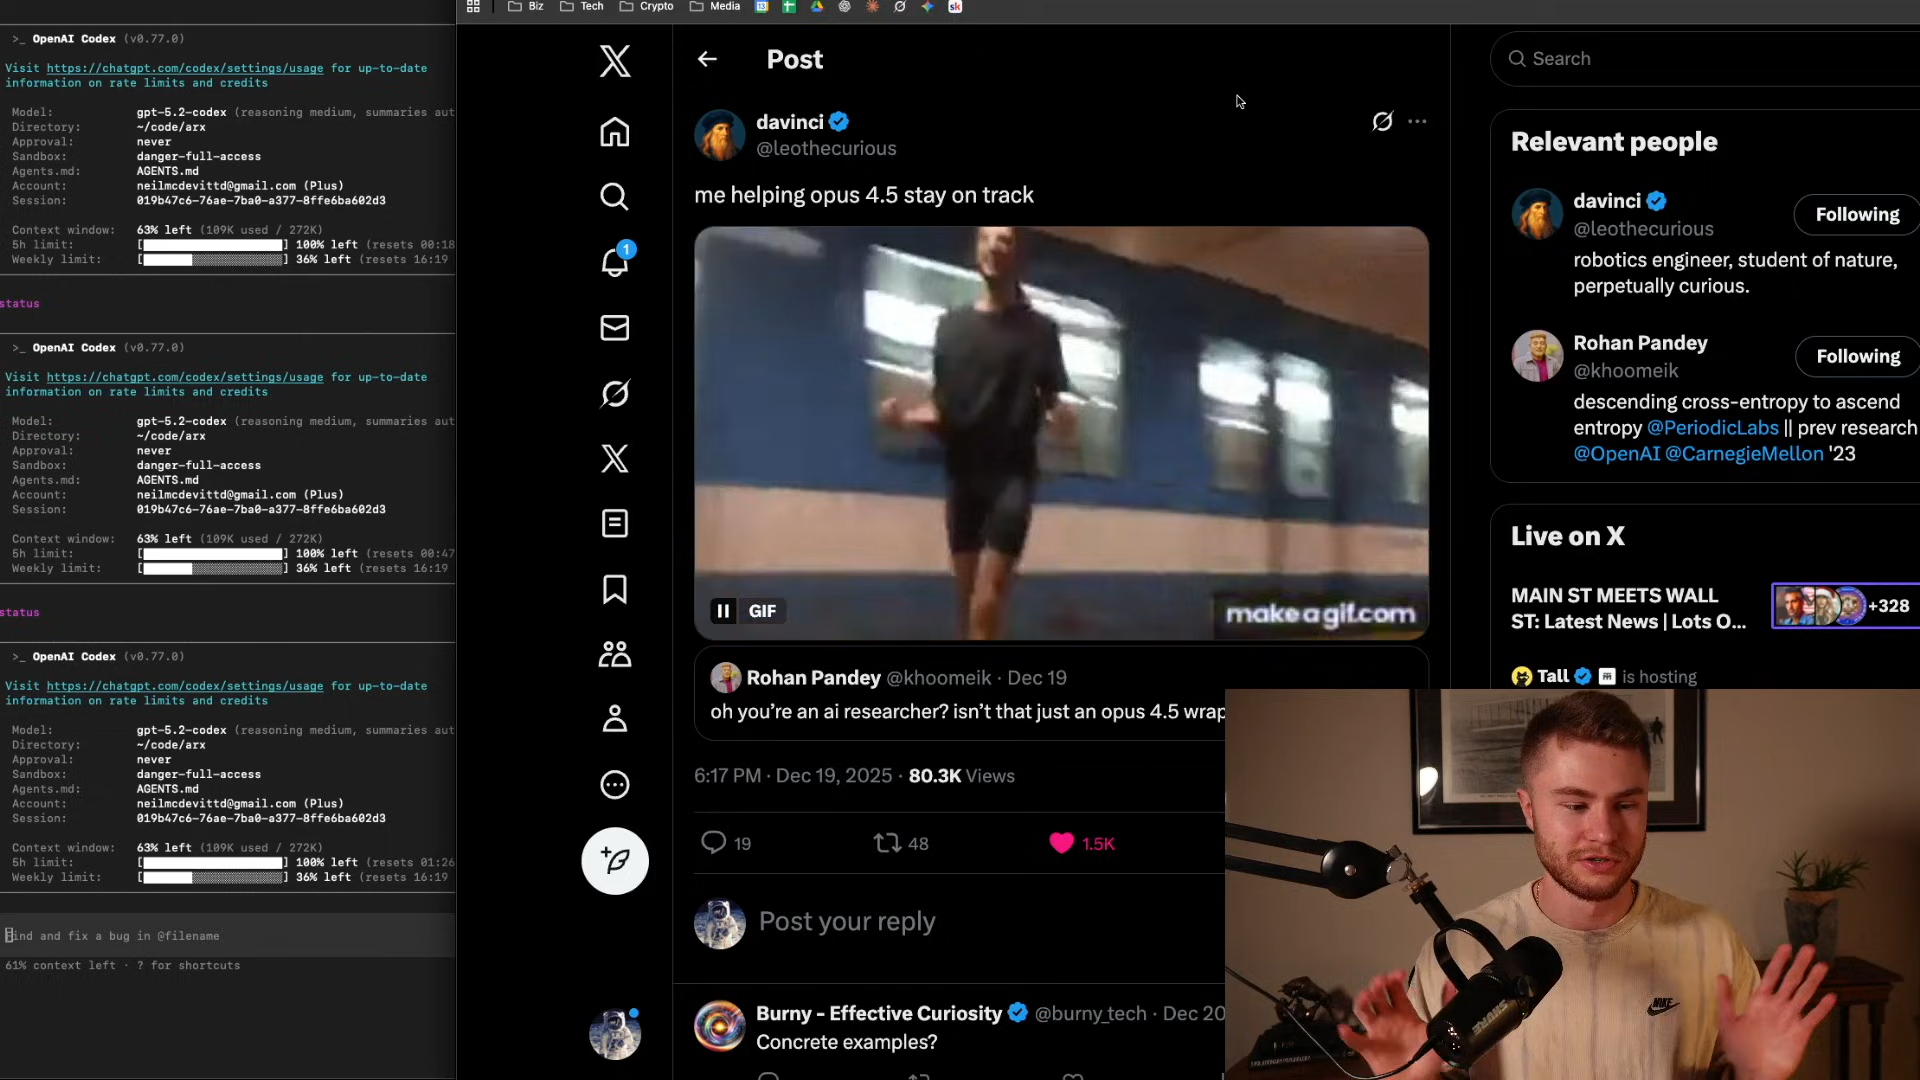 >_ OpenAI Codex (v0.77.0)
Visit https://chatgpt.com/codex/settings/usage for up-to-date
information on rate limits and credits
Model: gpt-5.2-codex (reasoning medium, summaries aut
Directory: ~/code/arx
Approval: never
Sandbox: danger-full-access
Agents.md: AGENTS.md
Account: neilmcdevittd@gmail.com (Plus)
Session: 019b47c6-76ae-7ba0-a377-8ffe6ba602d3
Context window: 63% left (109K used / 272K)
5h limit: [ ] 100% left (resets 00:18
Weekly limit: [ ] 36% left (resets 16:19
status
>_ OpenAI Codex (v0.77.0)
Visit https://chatgpt.com/codex/settings/usage for up-to-date
information on rate limits and credits
Model: gpt-5.2-codex (reasoning medium, summaries aut
Directory: ~/code/arx
Approval: never
Sandbox: danger-full-access
Agents.md: AGENTS.md
Account: neilmcdevittd@gmail.com (Plus)
Session: 019b47c6-76ae-7ba0-a377-8ffe6ba602d3
Context window: 63% left (109K used / 272K)
5h limit: [ ] 100% left (resets 00:47
Weekly limit: [ ] 36% left (resets 16:19
status
>_ OpenAI Codex (v0.77.0)
Visit https://chatgpt.com/codex/settings/usage for up-to-date
information on rate limits and credits
Model: gpt-5.2-codex (reasoning medium, summaries aut
Directory: ~/code/arx
Approval: never
Sandbox: danger-full-access
Agents.md: AGENTS.md
Account: neilmcdevittd@gmail.com (Plus)
Session: 019b47c6-76ae-7ba0-a377-8ffe6ba602d3
Context window: 63% left (109K used / 272K)
5h limit: [ ] 100% left (resets 01:26
Weekly limit: [ ] 36% left (resets 16:19
ind and fix a bug in @filename
61% context left · ? for shortcuts
Biz Tech Crypto Media
Post
davinci
@leothecurious
me helping opus 4.5 stay on track
GIF
makeagif.com
Rohan Pandey @khoomeik · Dec 19
oh you're an ai researcher? isn't that just an opus 4.5 wrap
6:17 PM · Dec 19, 2025 · 80.3K Views
19 48 1.5K
Post your reply
Burny - Effective Curiosity @burny_tech · Dec 20
Concrete examples?
1
Search
Relevant people
davinci
@leothecurious
Following
robotics engineer, student of nature,
perpetually curious.
Rohan Pandey
@khoomeik
Following
descending cross-entropy to ascend
entropy @PeriodicLabs || prev research
@OpenAI @CarnegieMellon '23
Live on X
MAIN ST MEETS WALL
ST: Latest News | Lots O...
+328
Tall is hosting
NIKE
SHURE